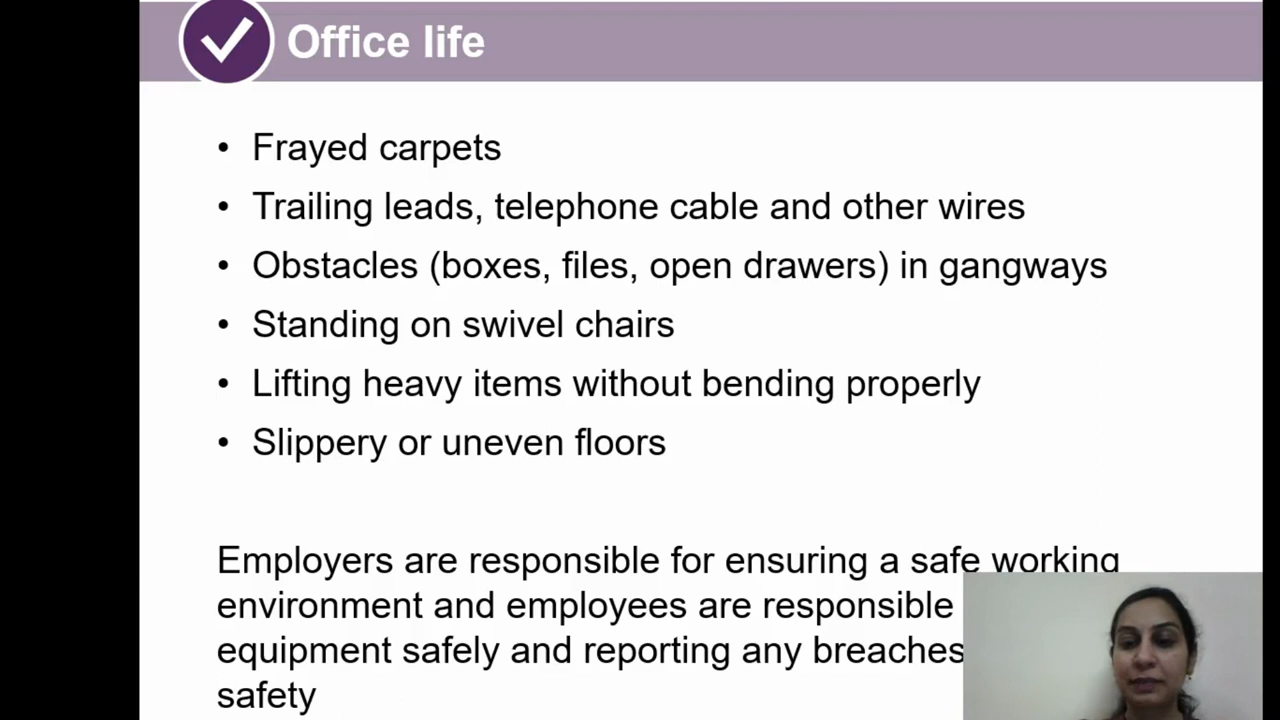 Office life
• Frayed carpets
• Trailing leads, telephone cable and other wires
• Obstacles (boxes, files, open drawers) in gangways
• Standing on swivel chairs
• Lifting heavy items without bending properly
• Slippery or uneven floors
Employers are responsible for ensuring a safe working
environment and employees are responsible
equipment safely and reporting any breaches
safety